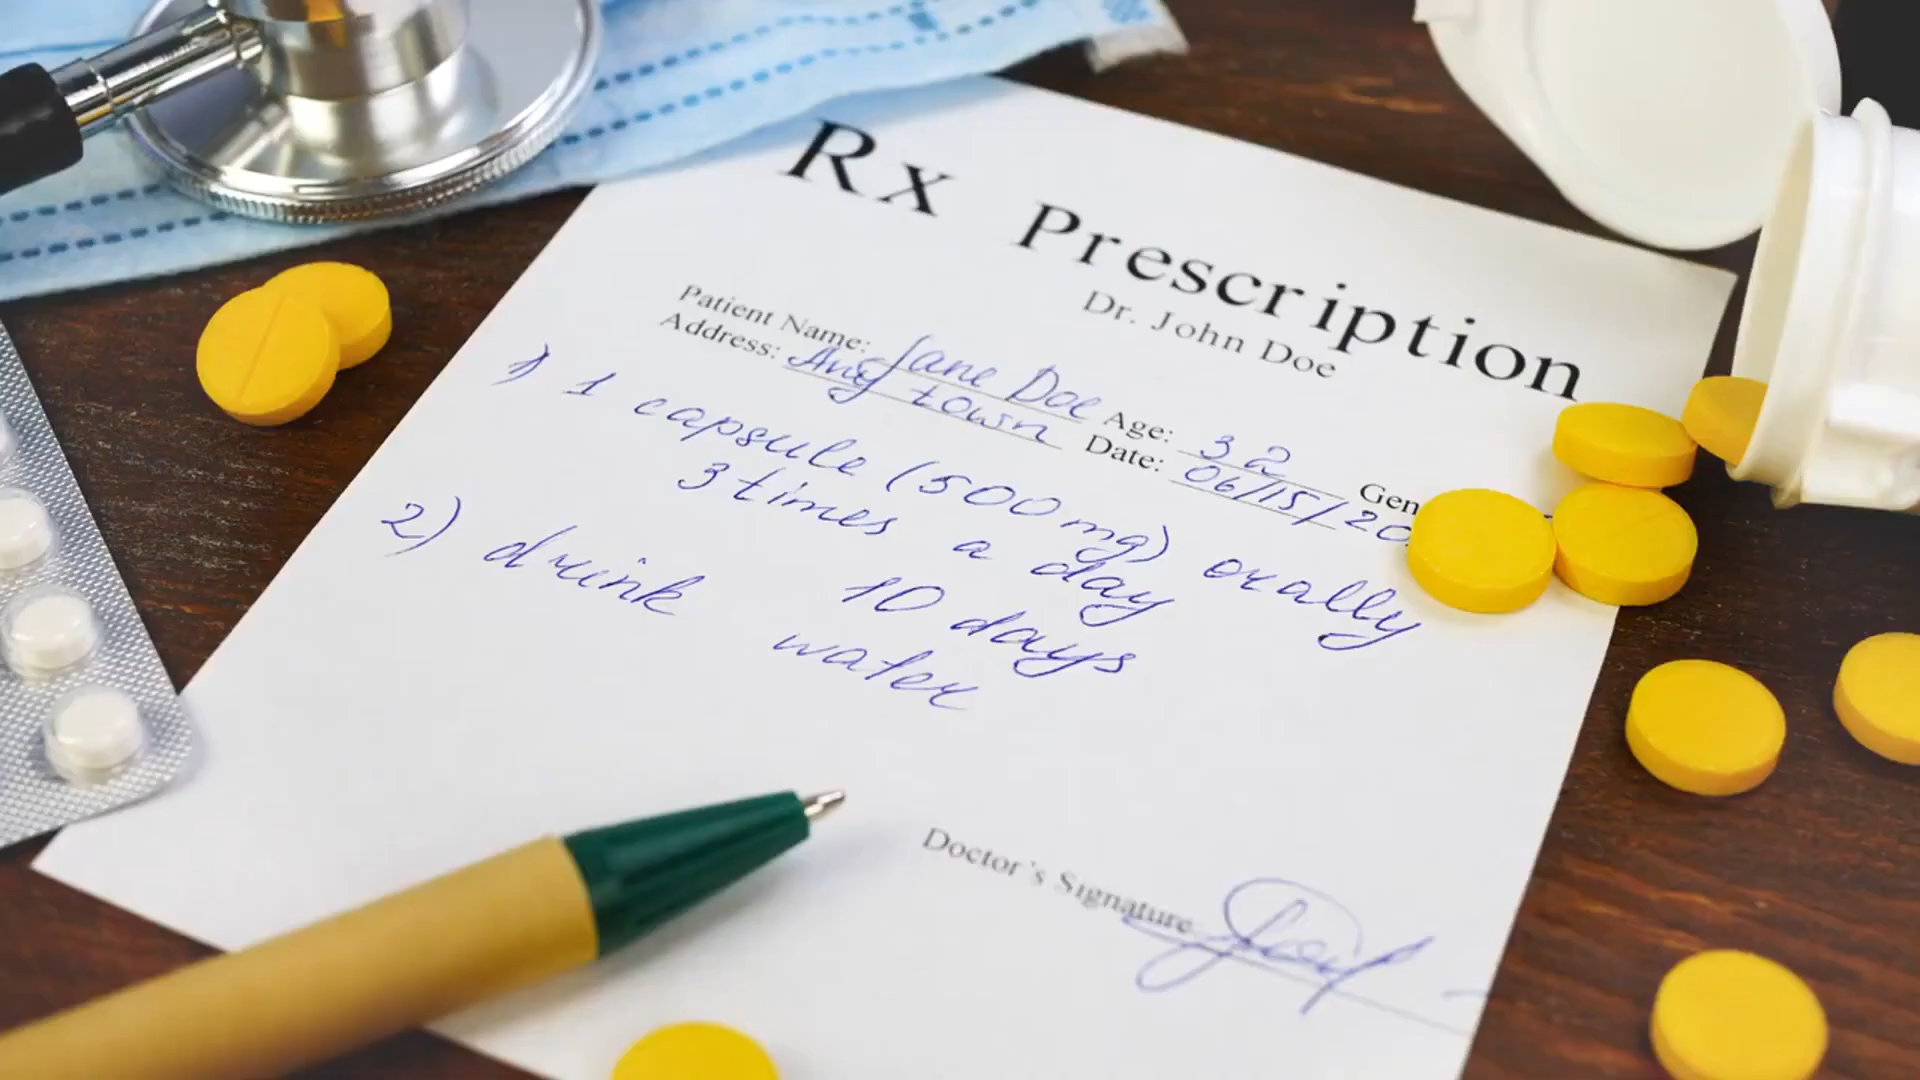 Rx Prescription
Dr. John Doe
Patient Name: Jane Doe Age: 32 Gen
Address: Any town Date: 06/15/20
1) 1 capsule (500 mg) orally
3 times a day
10 days
2) drink water
Doctor's Signature